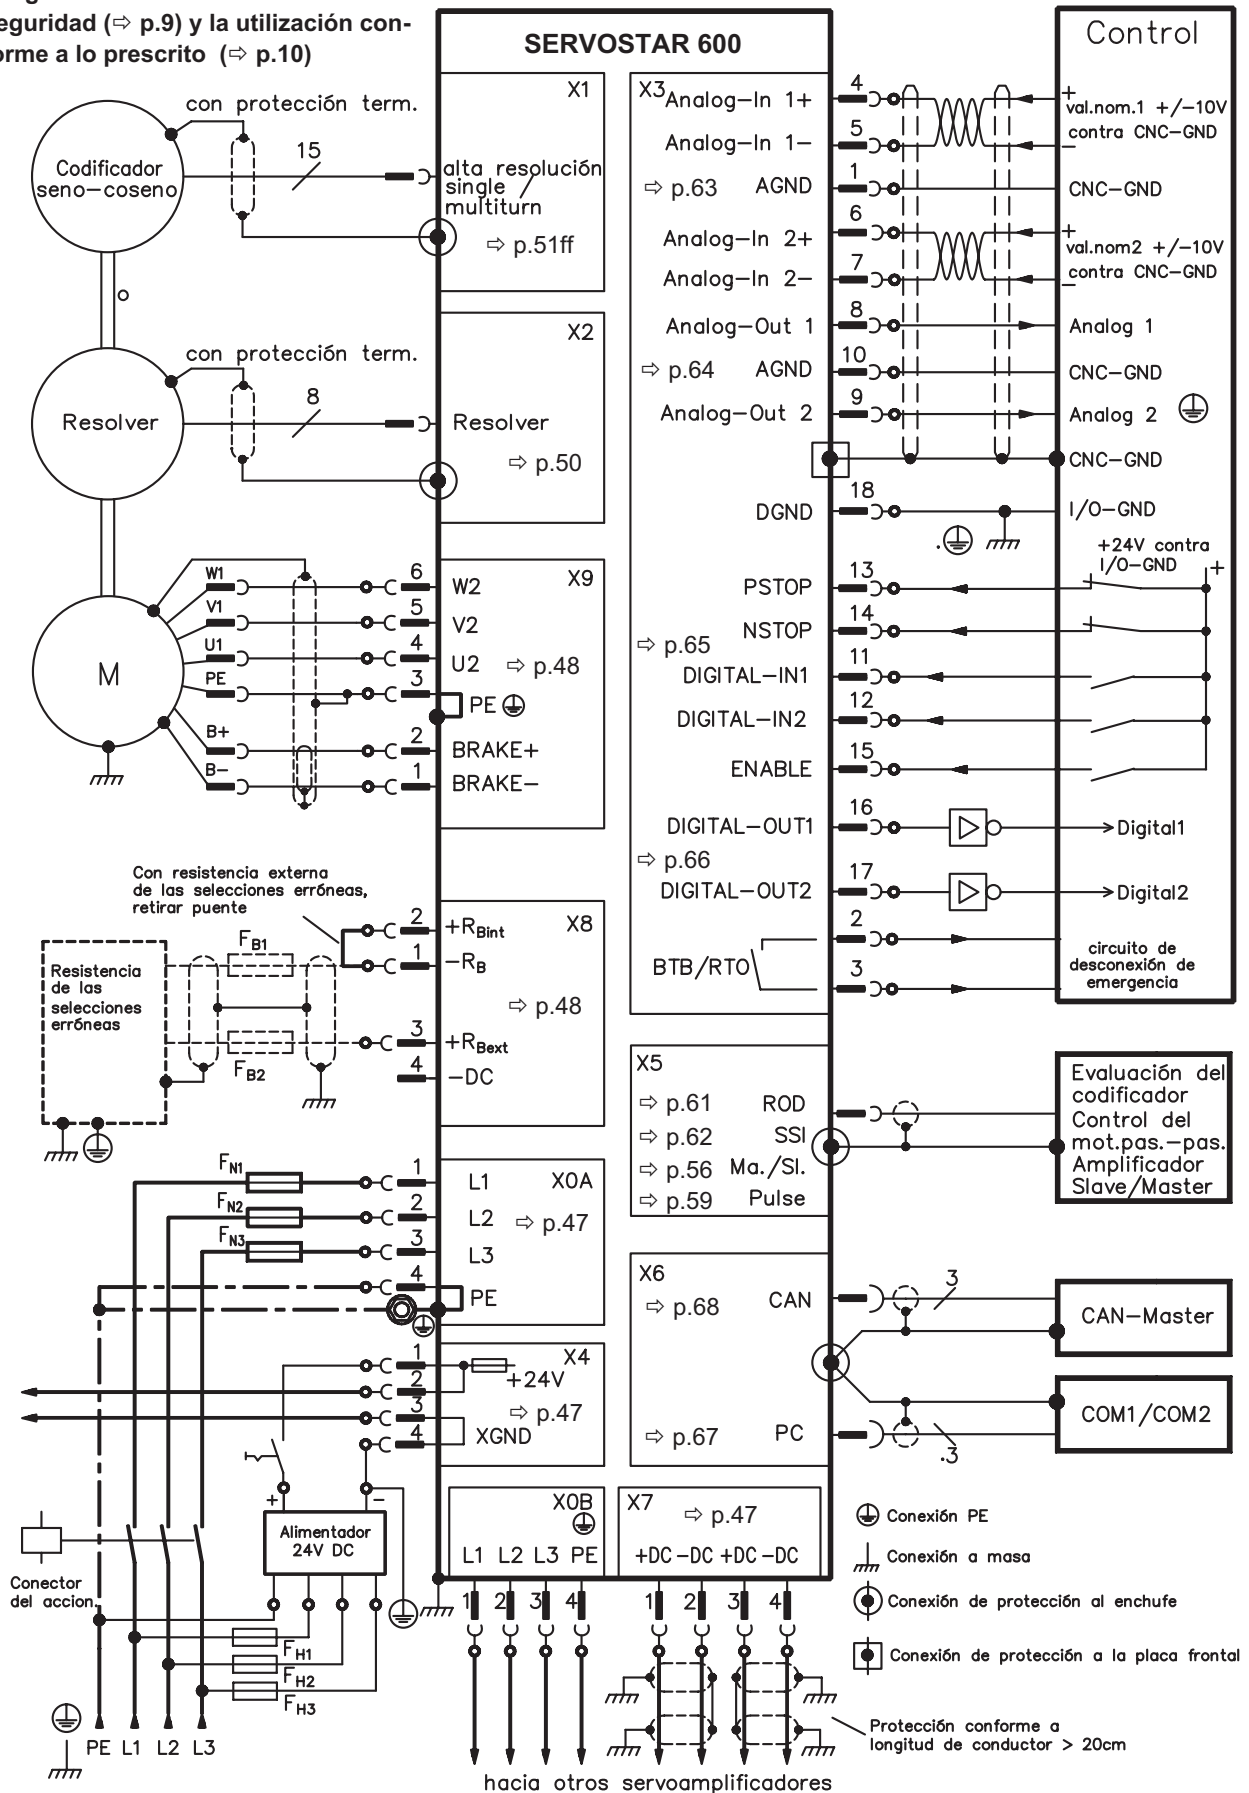 eguridad (⇨ p.9) y la utilización con-
orme a lo prescrito (⇨ p.10)
SERVOSTAR 600
Control
con protección term.
Codificador
seno-coseno
15
X1
alta resolución
single
multiturn
⇨ p.51ff
con protección term.
Resolver
8
X2
Resolver
⇨ p.50
M
W1
V1
U1
PE
B+
B-
6
5
4
3
2
1
X9
W2
V2
U2 ⇨ p.48
PE
BRAKE+
BRAKE-
Con resistencia externa
de las selecciones erróneas,
retirar puente
Resistencia
de las
selecciones
erróneas
FB1
FB2
2
1
3
4
X8
+RBint
-RB
⇨ p.48
+RBext
-DC
FN1
FN2
FN3
1
2
3
4
X0A
L1
L2 ⇨ p.47
L3
PE
1
2
3
4
X4
+24V
⇨ p.47
XGND
+ -
Alimentador
24V DC
Conector
del accion.
FH1
FH2
FH3
PE L1 L2 L3
X3
Analog-In 1+
4
+
val.nom.1 +/-10V
contra CNC-GND
Analog-In 1-
5
-
⇨ p.63
AGND
1
CNC-GND
Analog-In 2+
6
+
val.nom2 +/-10V
contra CNC-GND
Analog-In 2-
7
-
Analog-Out 1
8
Analog 1
⇨ p.64
AGND
10
CNC-GND
Analog-Out 2
9
Analog 2
CNC-GND
DGND
18
I/O-GND
+24V contra
I/O-GND
+
PSTOP
13
NSTOP
14
⇨ p.65
DIGITAL-IN1
11
DIGITAL-IN2
12
ENABLE
15
DIGITAL-OUT1
16
Digital1
⇨ p.66
DIGITAL-OUT2
17
Digital2
BTB/RTO
2
3
circuito de
desconexión de
emergencia
X5
⇨ p.61 ROD
⇨ p.62 SSI
⇨ p.56 Ma./Sl.
⇨ p.59 Pulse
Evaluación del
codificador
Control del
mot.pas.-pas.
Amplificador
Slave/Master
X6
⇨ p.68 CAN
3
CAN-Master
⇨ p.67 PC
.3
COM1/COM2
X0B
L1 L2 L3 PE
1 2 3 4
X7
⇨ p.47
+DC -DC +DC -DC
1 2 3 4
Conexión PE
Conexión a masa
Conexión de protección al enchufe
Conexión de protección a la placa frontal
Protección conforme a
longitud de conductor > 20cm
hacia otros servoamplificadores